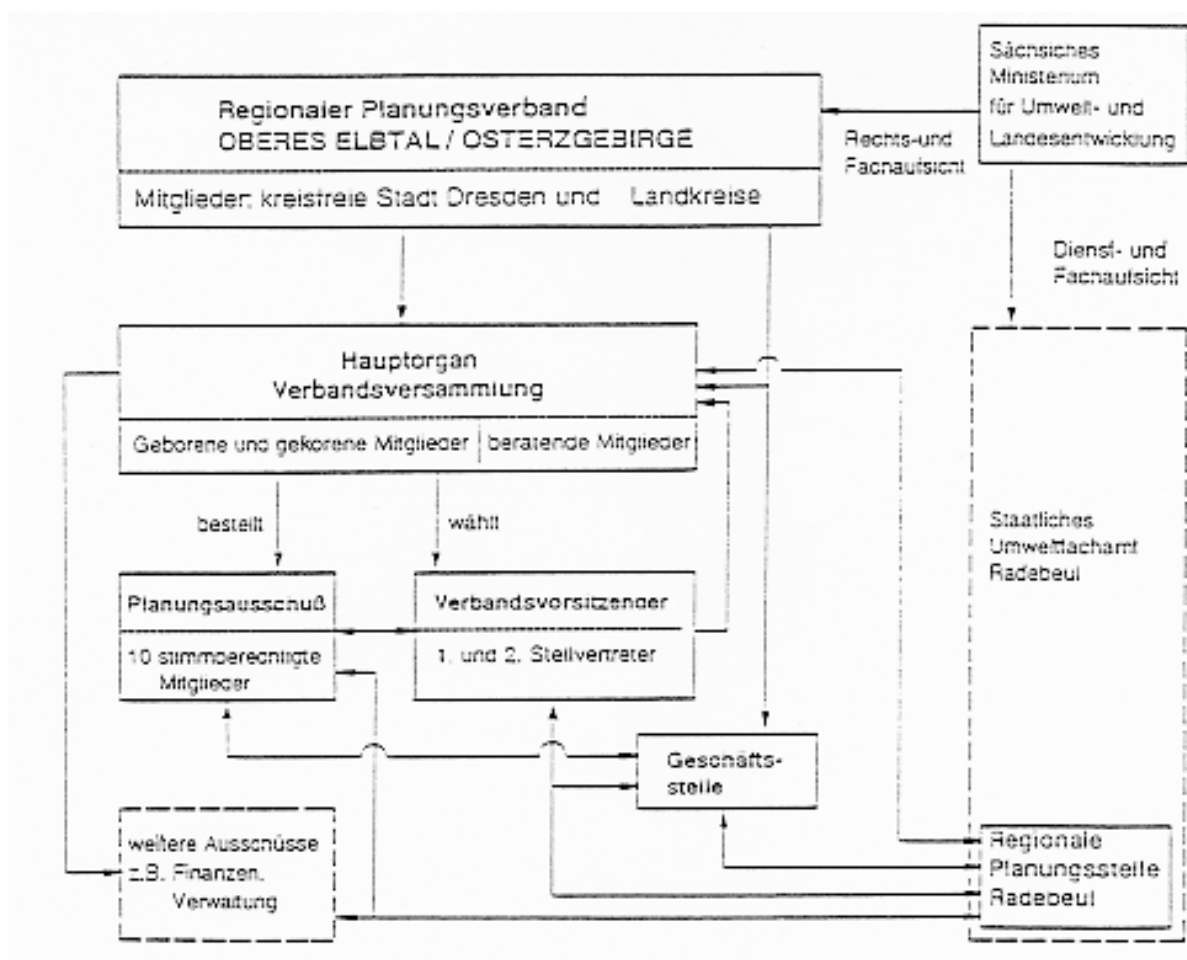 Sächsisches
Ministerium
für Umwelt- und
Landesentwicklung
Regionaler Planungsverband
OBERES ELBTAL / OSTERZGEBIRGE
Rechts-und
Fachaufsicht
Mitglieder: kreisfreie Stadt Dresden und Landkreise
Dienst- und
Fachaufsicht
Hauptorgan
Verbandsversammlung
Geborene und gekorene Mitglieder
beratende Mitglieder
bestellt
wählt
Staatliches
Umweltfachamt
Radebeul
Planungsausschuß
10 stimmberechtigte
Mitglieder
Verbandsvorsitzender
1. und 2. Stellvertreter
Geschäfts-
stelle
weitere Ausschüsse
z.B. Finanzen,
Verwaltung
Regionale
Planungsstelle
Radebeul